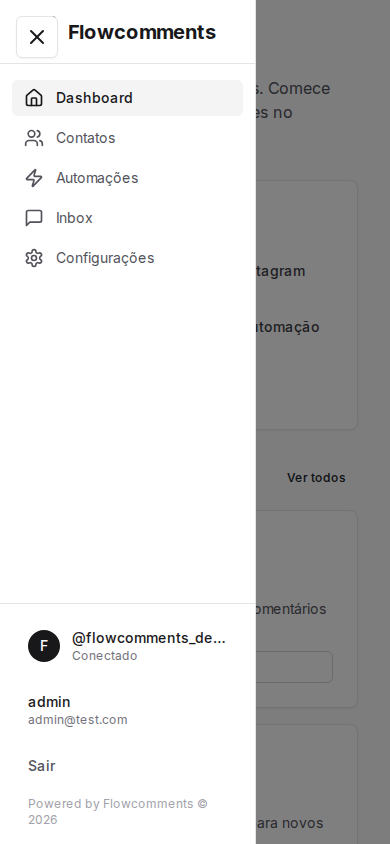 Flowcomments
Dashboard
Contatos
Automações
Inbox
Configurações
@flowcomments_de...
Conectado
admin
admin@test.com
Sair
Powered by Flowcomments ©
2026
s. Comece
es no
tagram
utomação
Ver todos
omentários
ara novos